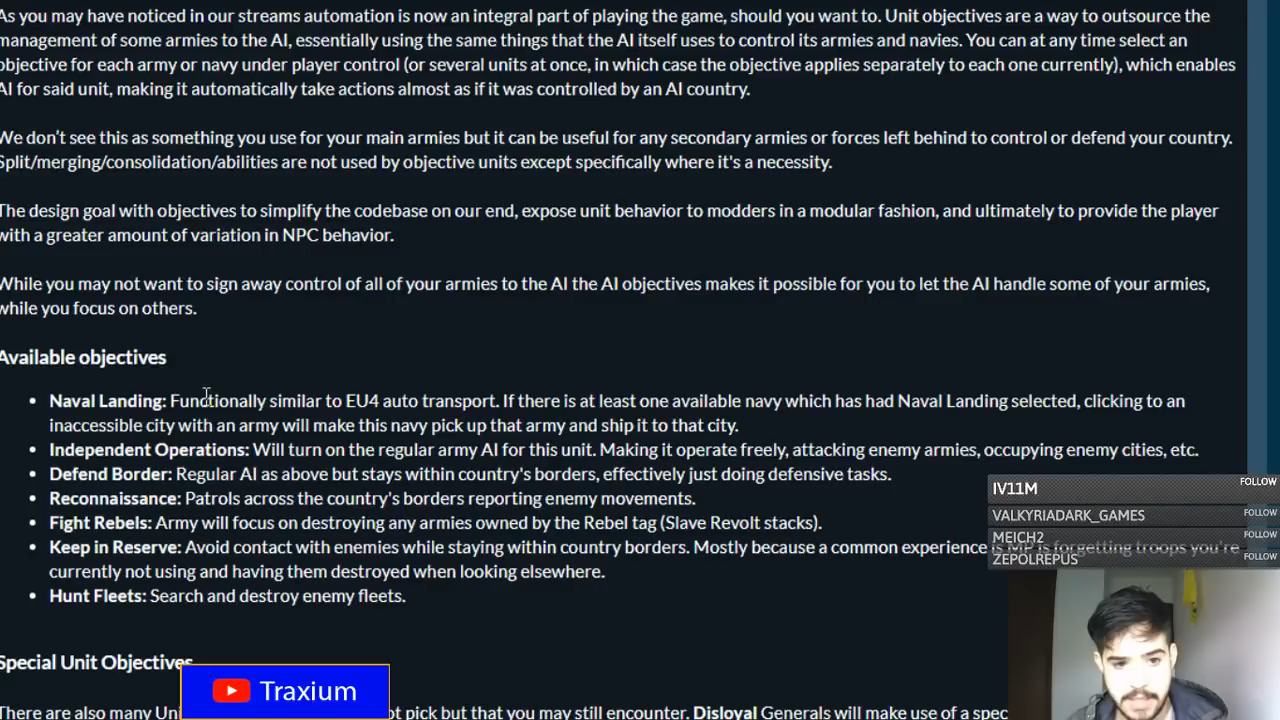 As you may have noticed in our streams automation is now an integral part of playing the game, should you want to. Unit objectives are a way to outsource the
management of some armies to the AI, essentially using the same things that the AI itself uses to control its armies and navies. You can at any time select an
objective for each army or navy under player control (or several units at once, in which case the objective applies separately to each one currently), which enables
AI for said unit, making it automatically take actions almost as if it was controlled by an AI country.
We don't see this as something you use for your main armies but it can be useful for any secondary armies or forces left behind to control or defend your country.
Split/merging/consolidation/abilities are not used by objective units except specifically where it's a necessity.
The design goal with objectives to simplify the codebase on our end, expose unit behavior to modders in a modular fashion, and ultimately to provide the player
with a greater amount of variation in NPC behavior.
While you may not want to sign away control of all of your armies to the AI the AI objectives makes it possible for you to let the AI handle some of your armies,
while you focus on others.
Available objectives
• Naval Landing: Functionally similar to EU4 auto transport. If there is at least one available navy which has had Naval Landing selected, clicking to an
inaccessible city with an army will make this navy pick up that army and ship it to that city.
• Independent Operations: Will turn on the regular army AI for this unit. Making it operate freely, attacking enemy armies, occupying enemy cities, etc.
• Defend Border: Regular AI as above but stays within country's borders, effectively just doing defensive tasks.
• Reconnaissance: Patrols across the country's borders reporting enemy movements.
• Fight Rebels: Army will focus on destroying any armies owned by the Rebel tag (Slave Revolt stacks).
• Keep in Reserve: Avoid contact with enemies while staying within country borders. Mostly because a common experience is MP is forgetting troops you're
currently not using and having them destroyed when looking elsewhere.
• Hunt Fleets: Search and destroy enemy fleets.
IV11M FOLLOW
VALKYRIADARK_GAMES FOLLOW
MEICH2 FOLLOW
ZEPOLREPUS FOLLOW
Special Unit Objectives
There are also many Uni ot pick but that you may still encounter. Disloyal Generals will make use of a spec
Traxium